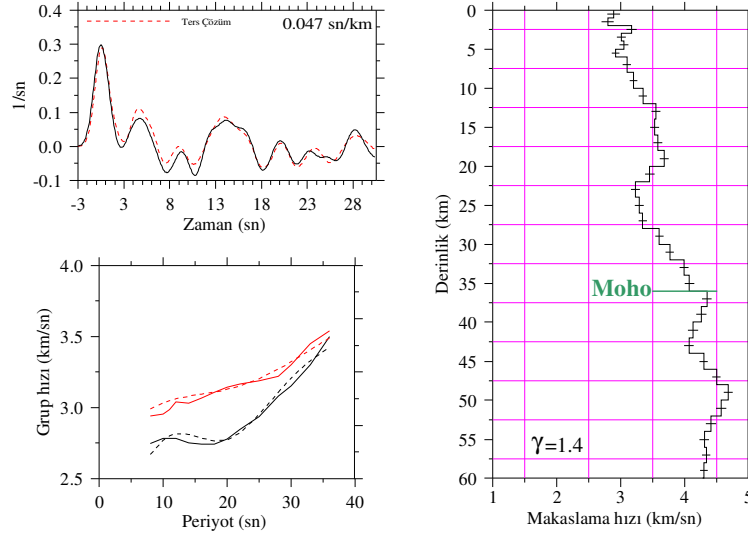 Ters Çözüm
0.047 sn/km
0.4
0.3
0.2
0.1
0.0
-0.1
1/sn
-3 3 8 13 18 23 28
Zaman (sn)
4.0
3.5
3.0
2.5
Grup hızı (km/sn)
0 10 20 30 40
Periyot (sn)
0
5
10
15
20
25
30
35
40
45
50
55
60
Derinlik (km)
Moho
γ=1.4
1 2 3 4 5
Makaslama hızı (km/sn)